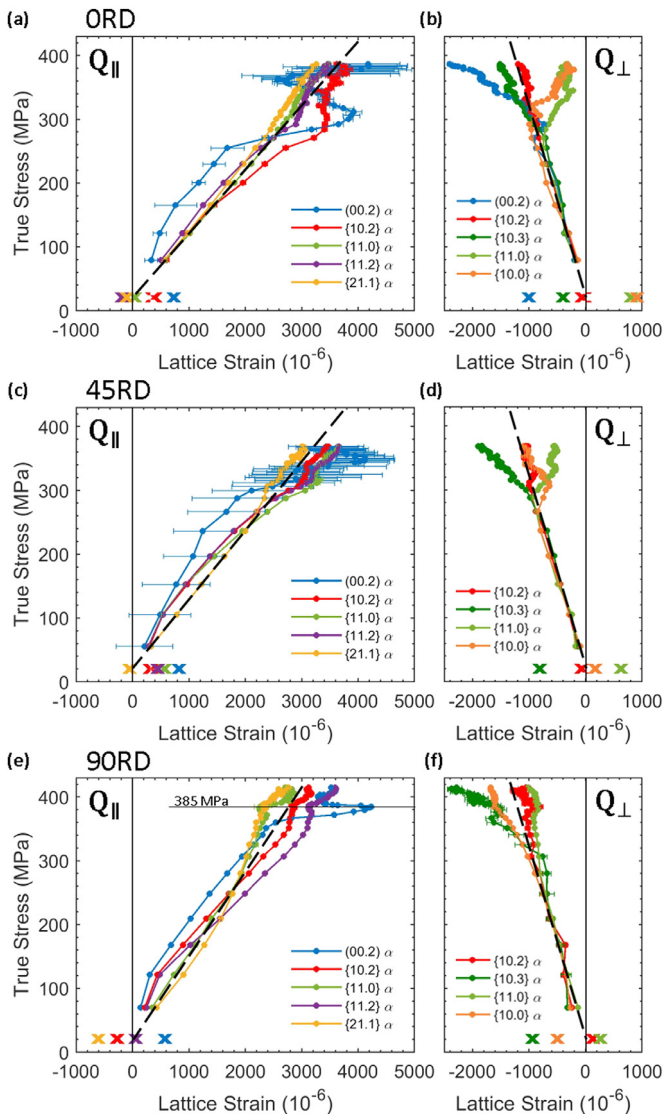 (a) 0RD (b)
Q∥ Q⊥
400
300
200
100
0
True Stress (MPa)
(00.2) α
{10.2} α
{11.0} α
{11.2} α
{21.1} α
(00.2) α
{10.2} α
{10.3} α
{11.0} α
{10.0} α
-1000 0 1000 2000 3000 4000 5000 -2000 -1000 0 1000
Lattice Strain (10⁻⁶) Lattice Strain (10⁻⁶)
(c) 45RD (d)
Q∥ Q⊥
400
300
200
100
0
True Stress (MPa)
(00.2) α
{10.2} α
{11.0} α
{11.2} α
{21.1} α
{10.2} α
{10.3} α
{11.0} α
{10.0} α
-1000 0 1000 2000 3000 4000 5000 -2000 -1000 0 1000
Lattice Strain (10⁻⁶) Lattice Strain (10⁻⁶)
(e) 90RD (f)
Q∥ Q⊥
385 MPa
400
300
200
100
0
True Stress (MPa)
(00.2) α
{10.2} α
{11.0} α
{11.2} α
{21.1} α
{10.2} α
{10.3} α
{11.0} α
{10.0} α
-1000 0 1000 2000 3000 4000 5000 -2000 -1000 0 1000
Lattice Strain (10⁻⁶) Lattice Strain (10⁻⁶)